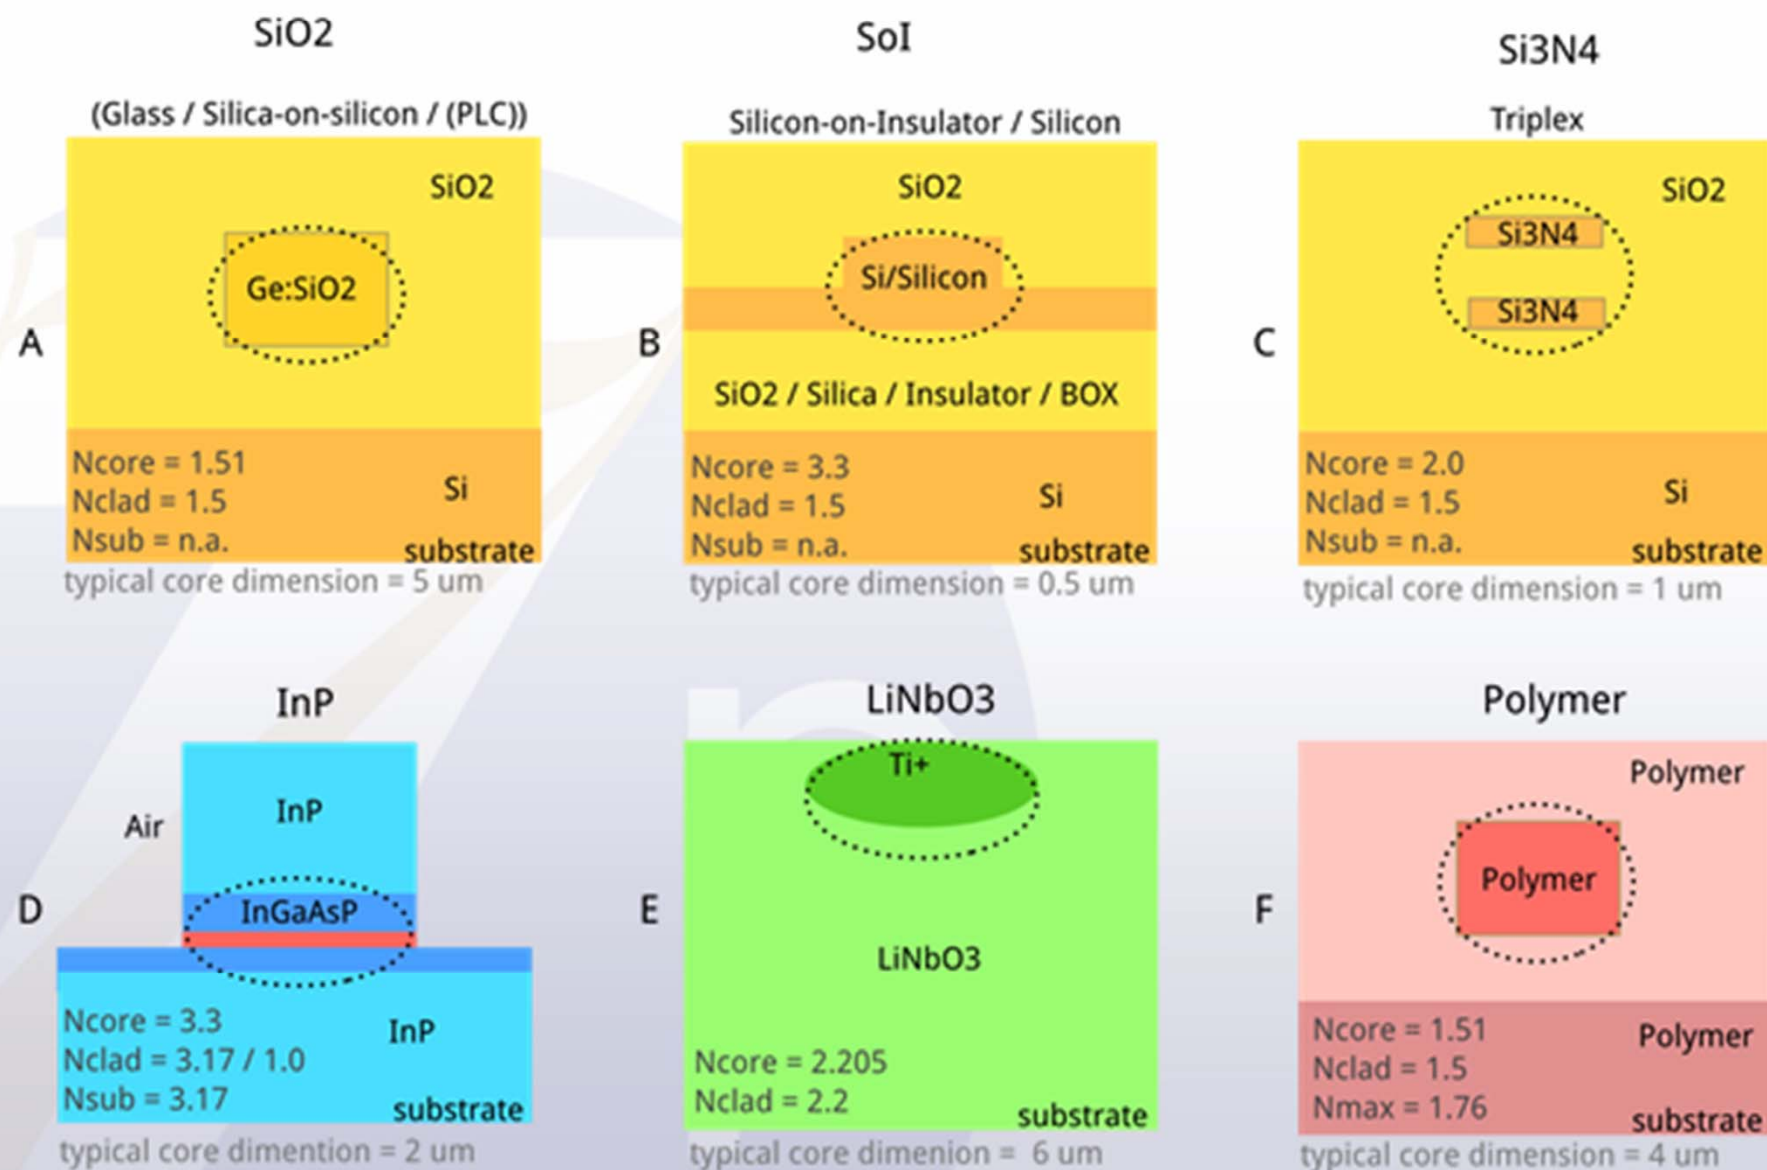 SiO2
(Glass / Silica-on-silicon / (PLC))
SiO2
Ge:SiO2
A
Ncore = 1.51
Nclad = 1.5
Nsub = n.a.
Si
substrate
typical core dimension = 5 um
SoI
Silicon-on-Insulator / Silicon
SiO2
Si/Silicon
B
SiO2 / Silica / Insulator / BOX
Ncore = 3.3
Nclad = 1.5
Nsub = n.a.
Si
substrate
typical core dimension = 0.5 um
Si3N4
Triplex
SiO2
Si3N4
Si3N4
C
Ncore = 2.0
Nclad = 1.5
Nsub = n.a.
Si
substrate
typical core dimension = 1 um
InP
InP
Air
InGaAsP
D
Ncore = 3.3
Nclad = 3.17 / 1.0
Nsub = 3.17
InP
substrate
typical core dimention = 2 um
LiNbO3
Ti+
E
LiNbO3
Ncore = 2.205
Nclad = 2.2
substrate
typical core dimenion = 6 um
Polymer
Polymer
Polymer
F
Ncore = 1.51
Nclad = 1.5
Nmax = 1.76
Polymer
substrate
typical core dimension = 4 um